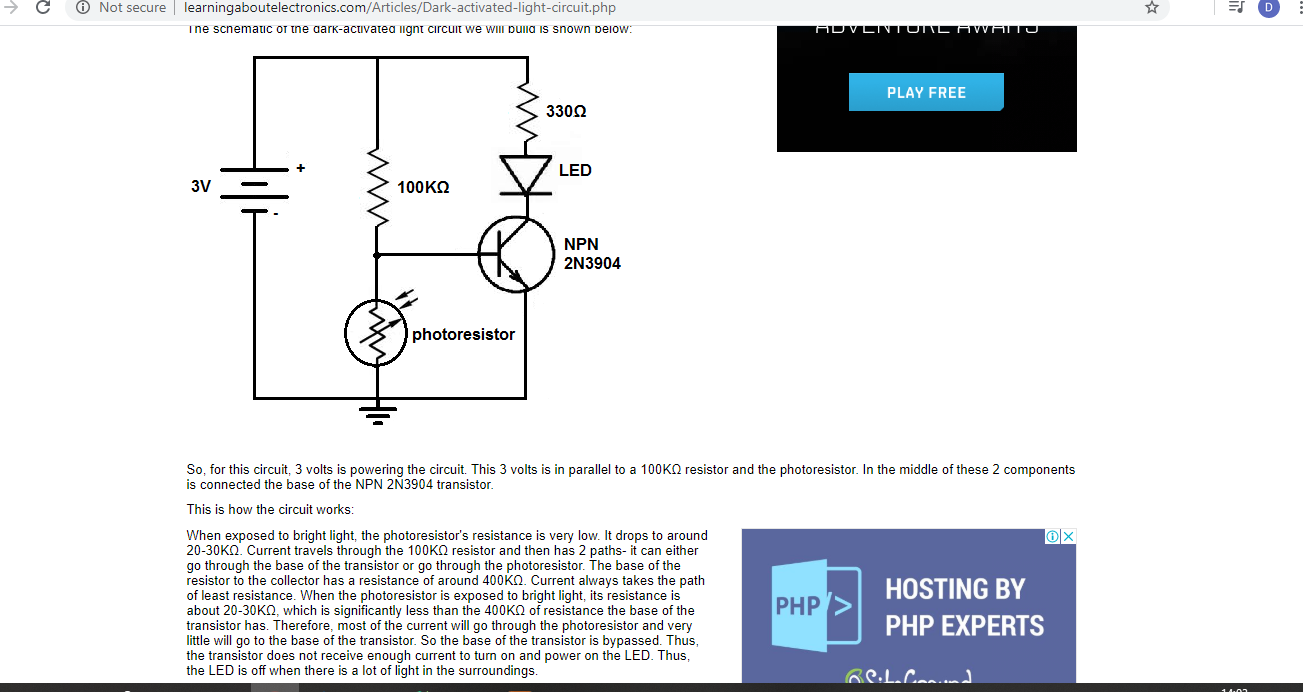 Not secure | learningaboutelectronics.com/Articles/Dark-activated-light-circuit.php
D
The schematic of the dark-activated light circuit we will build is shown below:
ADVENTURE AWAITS
PLAY FREE
330Ω
LED
+
3V
100KΩ
-
NPN
2N3904
photoresistor
So, for this circuit, 3 volts is powering the circuit. This 3 volts is in parallel to a 100KΩ resistor and the photoresistor. In the middle of these 2 components
is connected the base of the NPN 2N3904 transistor.
This is how the circuit works:
When exposed to bright light, the photoresistor's resistance is very low. It drops to around
20-30KΩ. Current travels through the 100KΩ resistor and then has 2 paths- it can either
go through the base of the transistor or go through the photoresistor. The base of the
resistor to the collector has a resistance of around 400KΩ. Current always takes the path
of least resistance. When the photoresistor is exposed to bright light, its resistance is
about 20-30KΩ, which is significantly less than the 400KΩ of resistance the base of the
transistor has. Therefore, most of the current will go through the photoresistor and very
little will go to the base of the transistor. So the base of the transistor is bypassed. Thus,
the transistor does not receive enough current to turn on and power on the LED. Thus,
the LED is off when there is a lot of light in the surroundings.
PHP
HOSTING BY
PHP EXPERTS
SiteGround